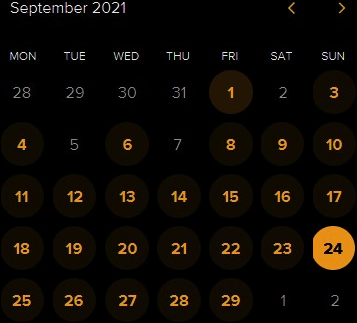 September 2021
MON TUE WED THU FRI SAT SUN
28 29 30 31 1 2 3
4 5 6 7 8 9 10
11 12 13 14 15 16 17
18 19 20 21 22 23 24
25 26 27 28 29 1 2